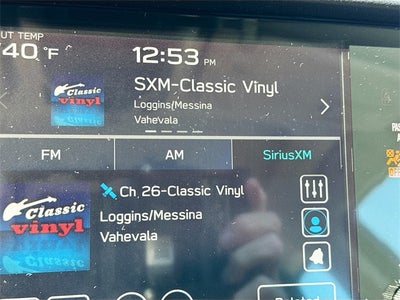 UT TEMP
40 °F
12:53 PM
SXM-Classic Vinyl
Loggins/Messina
Vahevala
Classic
vinyl
FM
AM
SiriusXM
Ch. 26-Classic Vinyl
Loggins/Messina
Vahevala
Classic
vinyl